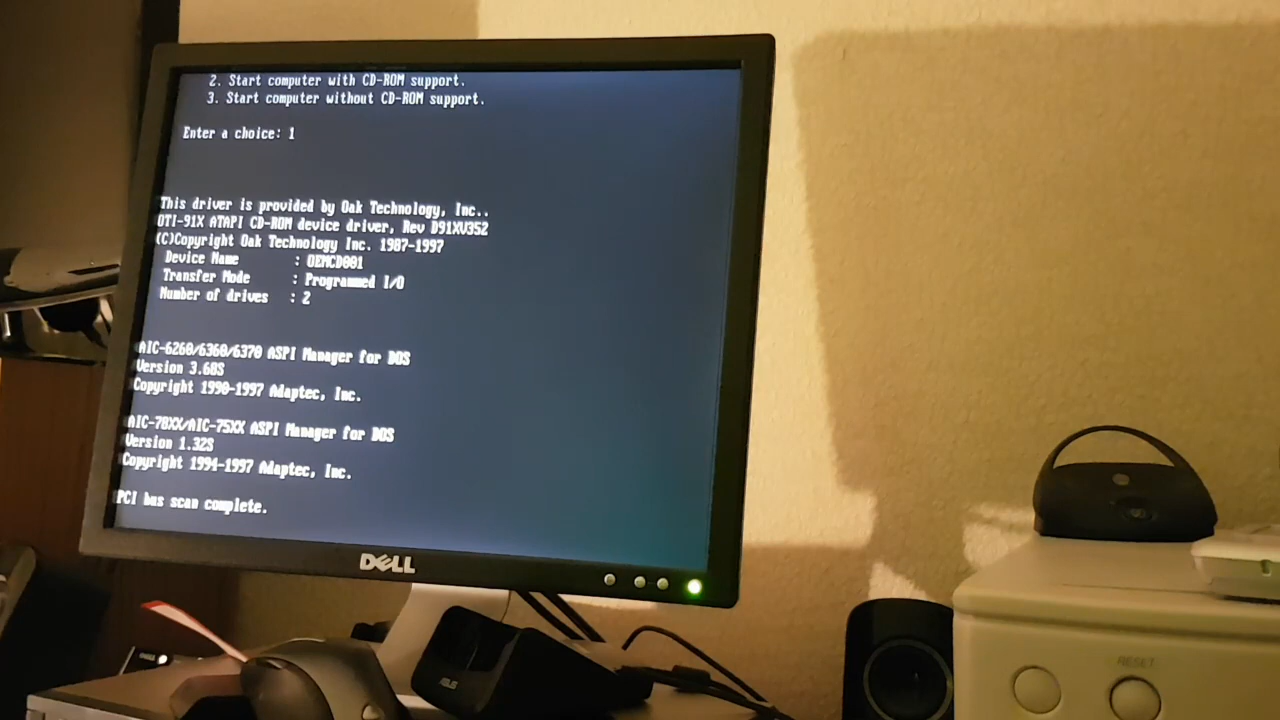 2. Start computer with CD-ROM support.
3. Start computer without CD-ROM support.
Enter a choice: 1
This driver is provided by Oak Technology, Inc..
OTI-91X ATAPI CD-ROM device driver, Rev D91XV352
(C)Copyright Oak Technology Inc. 1987-1997
Device Name : OEMCD001
Transfer Mode : Programmed I/O
Number of drives : 2
AIC-6260/6360/6370 ASPI Manager for DOS
Version 3.68S
Copyright 1990-1997 Adaptec, Inc.
AIC-78XX/AIC-75XX ASPI Manager for DOS
Version 1.32S
Copyright 1994-1997 Adaptec, Inc.
PCI bus scan complete.
DELL
ASUS
RESET